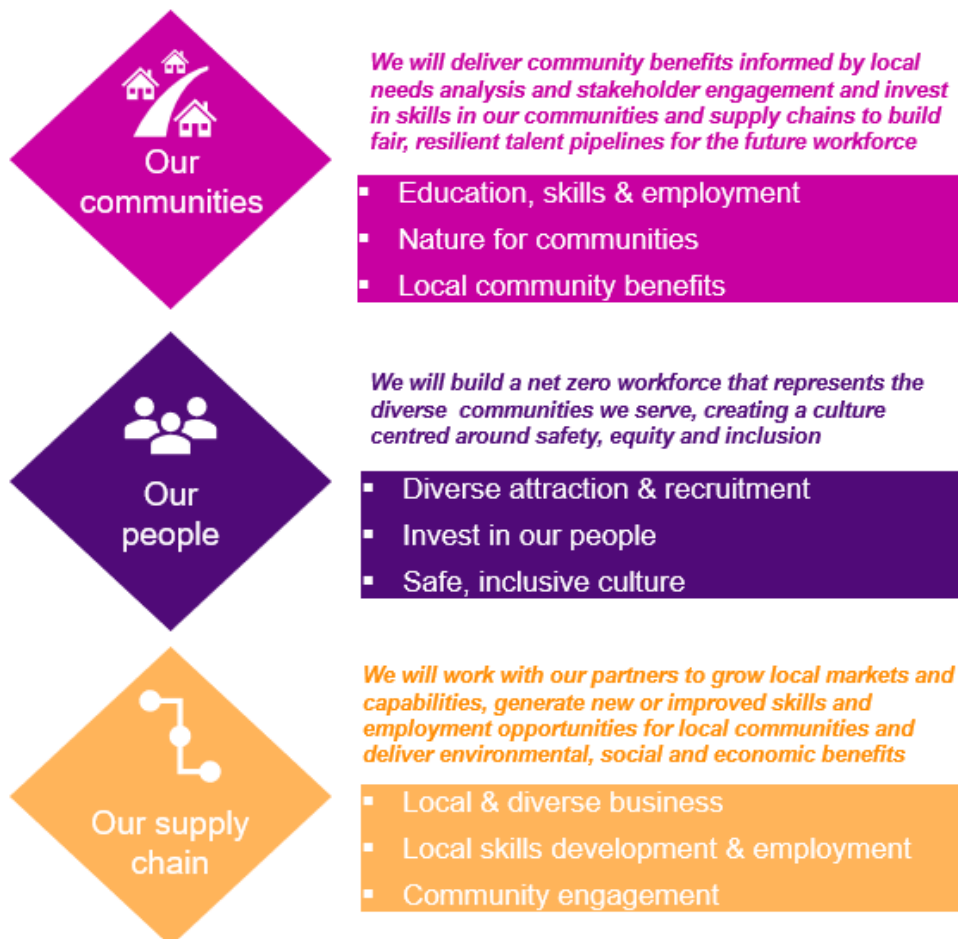 Our
communities
We will deliver community benefits informed by local
needs analysis and stakeholder engagement and invest
in skills in our communities and supply chains to build
fair, resilient talent pipelines for the future workforce
▪ Education, skills & employment
▪ Nature for communities
▪ Local community benefits
Our
people
We will build a net zero workforce that represents the
diverse  communities we serve, creating a culture
centred around safety, equity and inclusion
▪ Diverse attraction & recruitment
▪ Invest in our people
▪ Safe, inclusive culture
Our supply
chain
We will work with our partners to grow local markets and
capabilities, generate new or improved skills and
employment opportunities for local communities and
deliver environmental, social and economic benefits
▪ Local & diverse business
▪ Local skills development & employment
▪ Community engagement